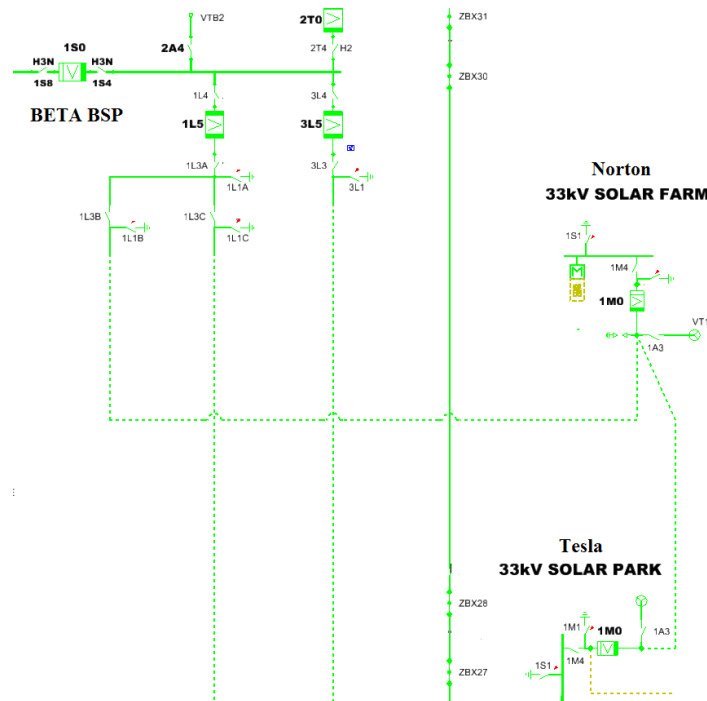 VTB2
2T0
ZBX31
1S0
2A4
2T4
H2
H3N
H3N
1S8
1S4
ZBX30
BETA BSP
1L4
3L4
1L5
3L5
1L3A
3L3
1L1A
3L1
1L3B
1L3C
1L1B
1L1C
Norton
33kV SOLAR FARM
1S1
1M4
1M0
VT1
1A3
Tesla
33kV SOLAR PARK
ZBX28
1M1
1M0
1A3
1M4
1S1
ZBX27